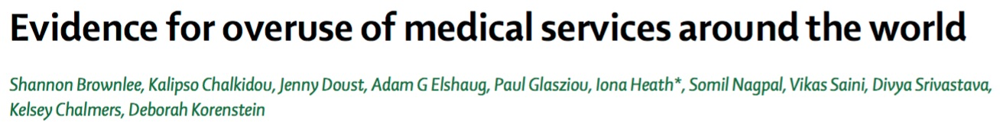 Evidence for overuse of medical services around the world
Shannon Brownlee, Kalipso Chalkidou, Jenny Doust, Adam G Elshaug, Paul Glasziou, Iona Heath*, Somil Nagpal, Vikas Saini, Divya Srivastava,
Kelsey Chalmers, Deborah Korenstein